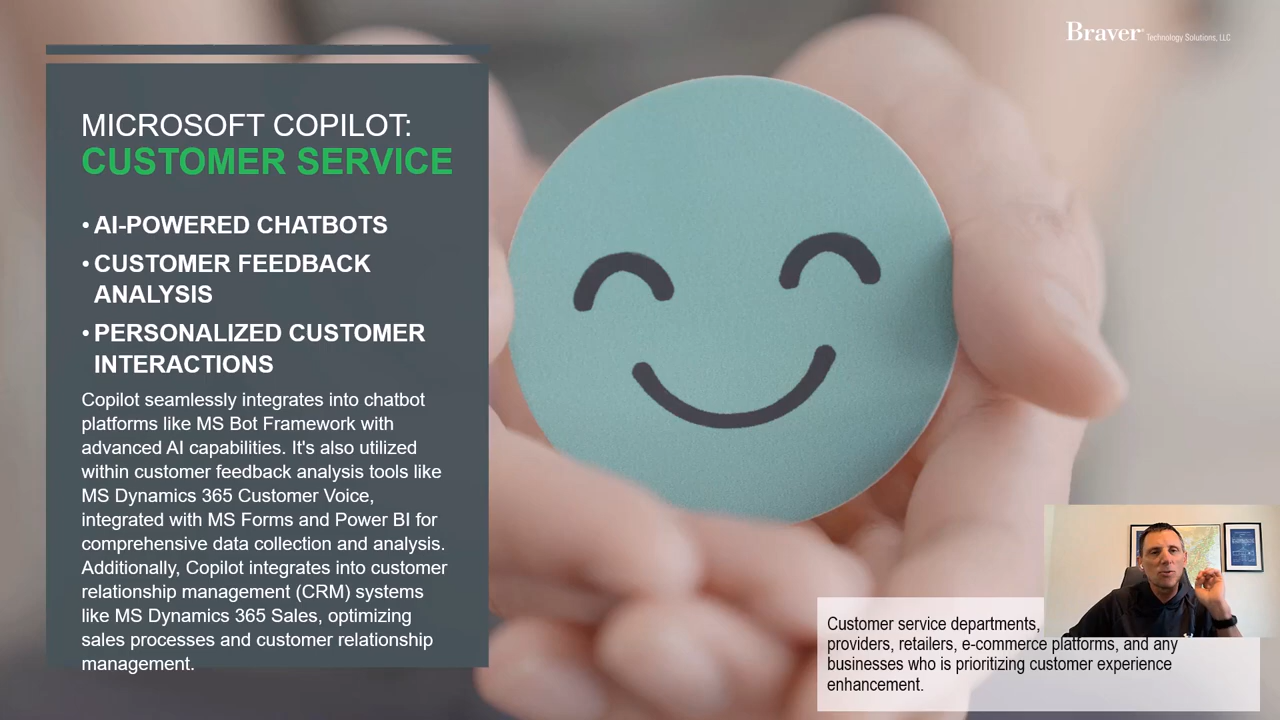 Braver Technology Solutions, LLC
MICROSOFT COPILOT:
CUSTOMER SERVICE
• AI-POWERED CHATBOTS
• CUSTOMER FEEDBACK
ANALYSIS
• PERSONALIZED CUSTOMER
INTERACTIONS
Copilot seamlessly integrates into chatbot
platforms like MS Bot Framework with
advanced AI capabilities. It's also utilized
within customer feedback analysis tools like
MS Dynamics 365 Customer Voice,
integrated with MS Forms and Power BI for
comprehensive data collection and analysis.
Additionally, Copilot integrates into customer
relationship management (CRM) systems
like MS Dynamics 365 Sales, optimizing
sales processes and customer relationship
management.
Customer service departments,
providers, retailers, e-commerce platforms, and any
businesses who is prioritizing customer experience
enhancement.